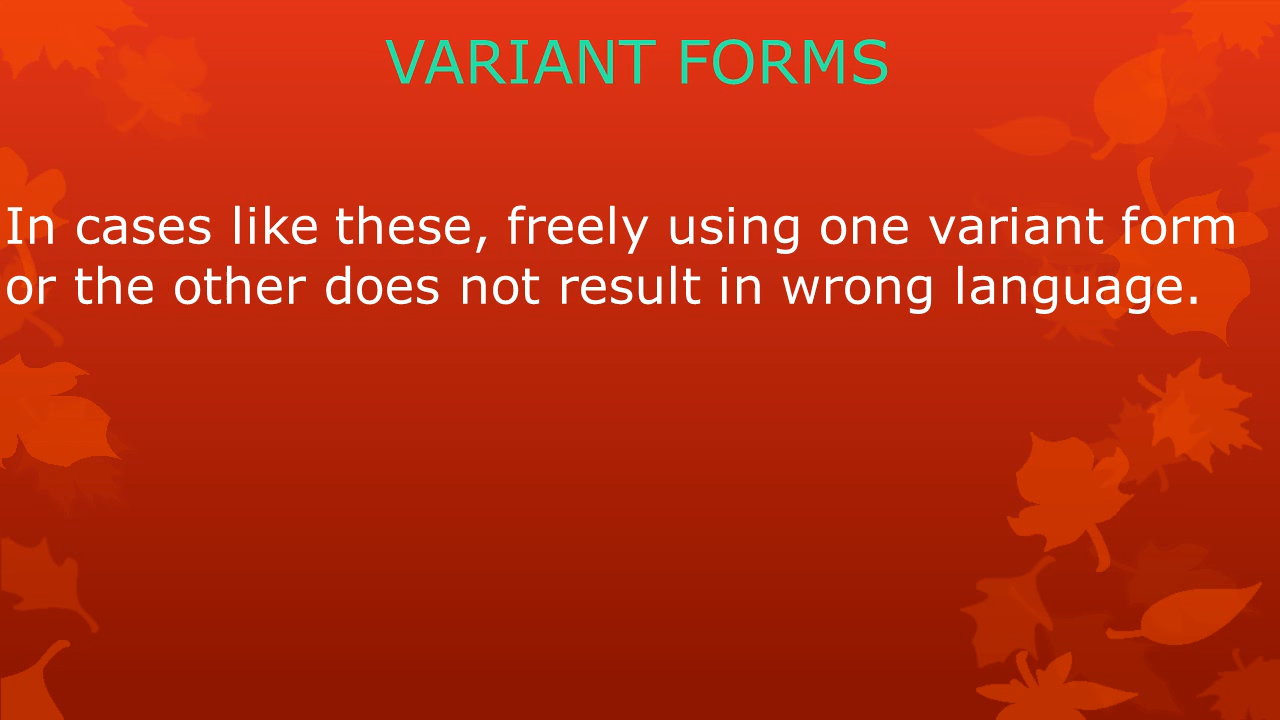 VARIANT FORMS
In cases like these, freely using one variant form
or the other does not result in wrong language.